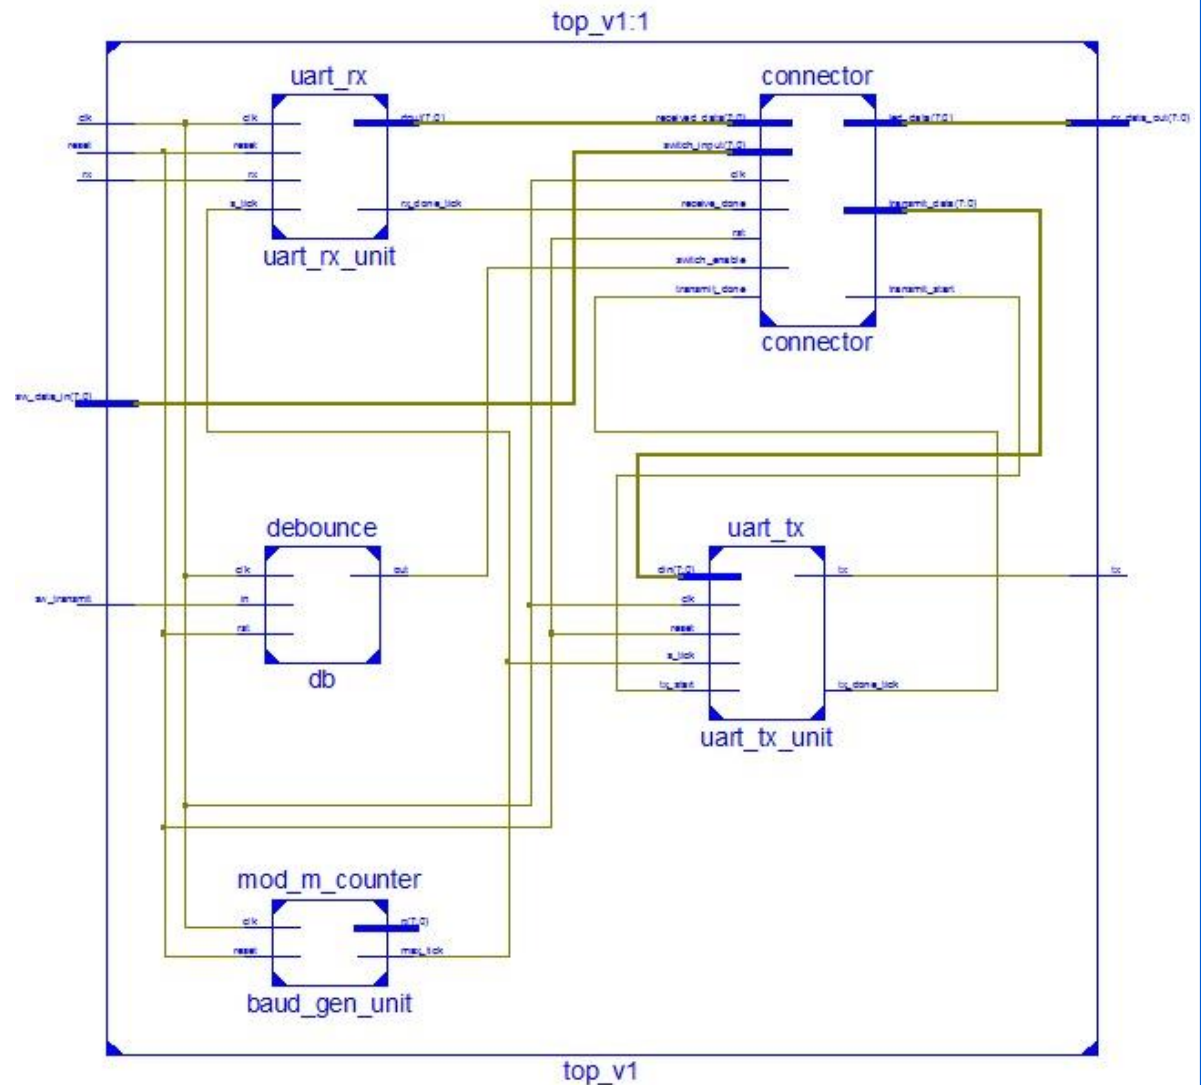 top_v1:1
uart_rx
connector
clk
clk
dout(7:0)
received_data(7:0)
led_data(7:0)
rx_data_out(7:0)
reset
reset
switch_input(7:0)
rx
rx
clk
s_tick
rx_done_tick
receive_done
transmit_data(7:0)
rst
uart_rx_unit
switch_enable
transmit_done
transmit_start
connector
sw_data_in(7:0)
debounce
uart_tx
clk
out
din(7:0)
tx
tx
sw_transmit
in
clk
rst
reset
s_tick
db
tx_start
tx_done_tick
uart_tx_unit
mod_m_counter
clk
q(7:0)
reset
max_tick
baud_gen_unit
top_v1